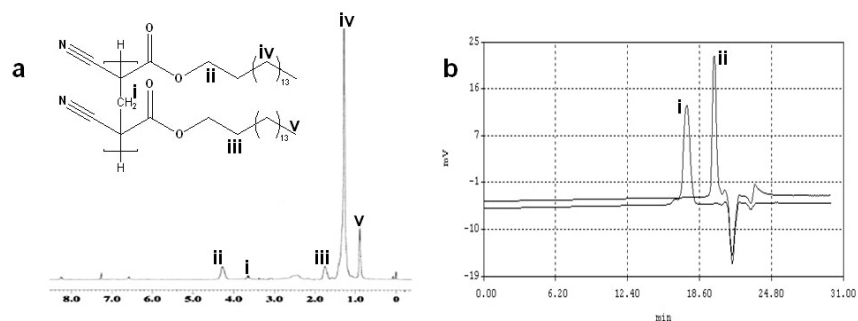 a
H
N
O
iv
O
ii
13
i
CH2
N
O
v
O
iii
13
H
iv
v
ii
i
iii
8.0 7.0 6.0 5.0 4.0 3.0 2.0 1.0 0
b
25
16
7
-1
-10
-19
mV
i
ii
0.00 6.20 12.40 18.60 24.80 31.00
min